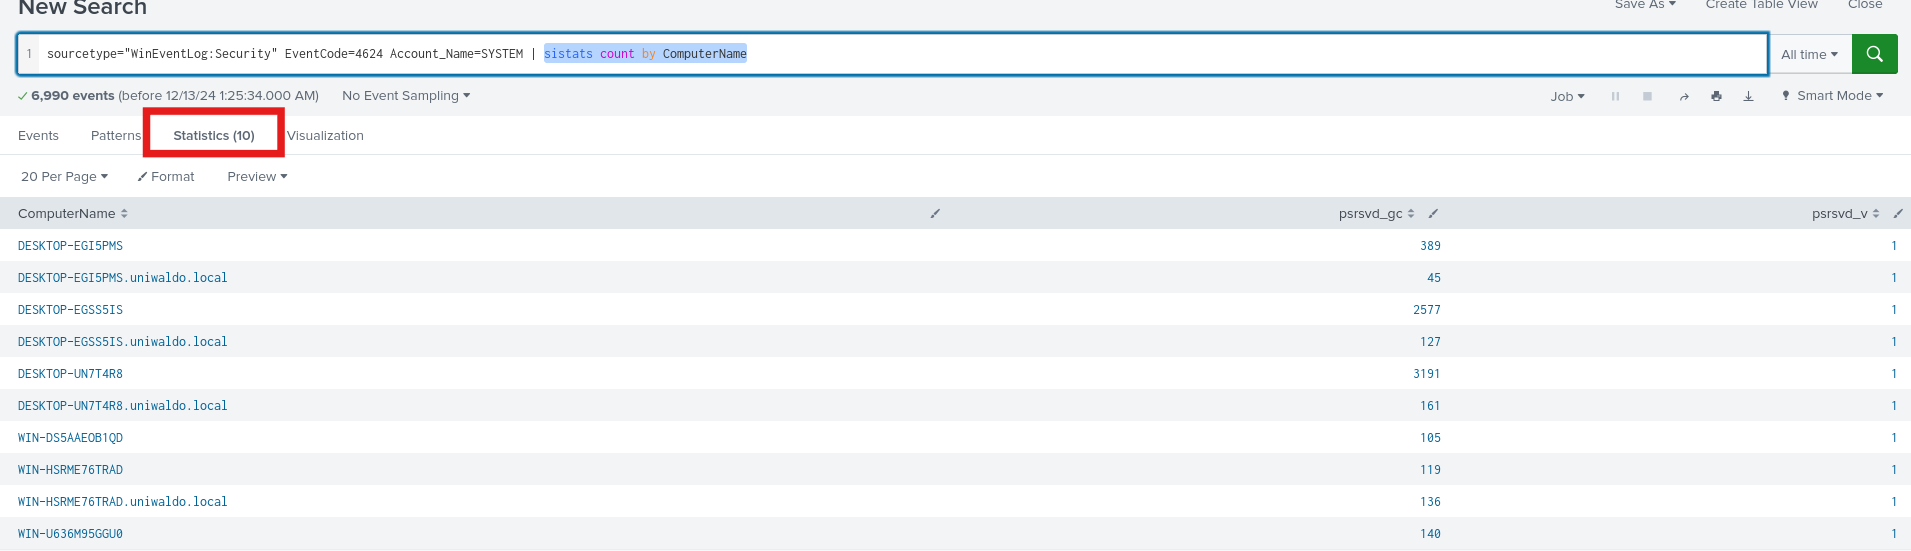 New Search
Save As Create Table View Close
1 sourcetype="WinEventLog:Security" EventCode=4624 Account_Name=SYSTEM | sistats count by ComputerName
All time
6,990 events (before 12/13/24 1:25:34.000 AM) No Event Sampling
Job Smart Mode
Events Patterns Statistics (10) Visualization
20 Per Page Format Preview
ComputerName psrsvd_gc psrsvd_v
DESKTOP-EGI5PMS 389 1
DESKTOP-EGI5PMS.uniwaldo.local 45 1
DESKTOP-EGSS5IS 2577 1
DESKTOP-EGSS5IS.uniwaldo.local 127 1
DESKTOP-UN7T4R8 3191 1
DESKTOP-UN7T4R8.uniwaldo.local 161 1
WIN-DS5AAEOB1QD 105 1
WIN-HSRME76TRAD 119 1
WIN-HSRME76TRAD.uniwaldo.local 136 1
WIN-U636M95GGU0 140 1